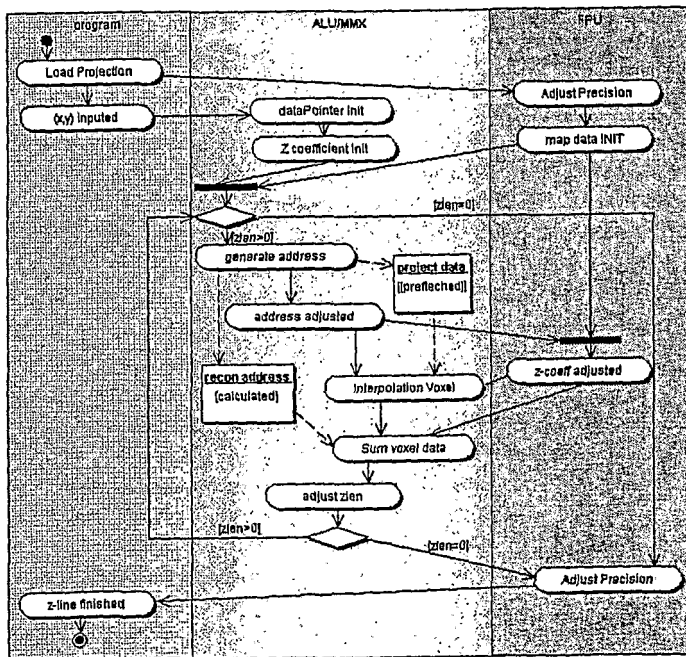 program ALU/MMX FPU
Load Projection
Adjust Precision
(x,y) inputed
dataPointer init
Z coefficient init
map data INIT
[zlen=0]
[zlen>0]
generate address
project data
[[prefteched]]
address adjusted
recon address
[calculated]
Interpolation Voxel
z-coeff adjusted
Sum voxel data
adjust zlen
[zlen>0]
[zlen=0]
Adjust Precision
z-line finished